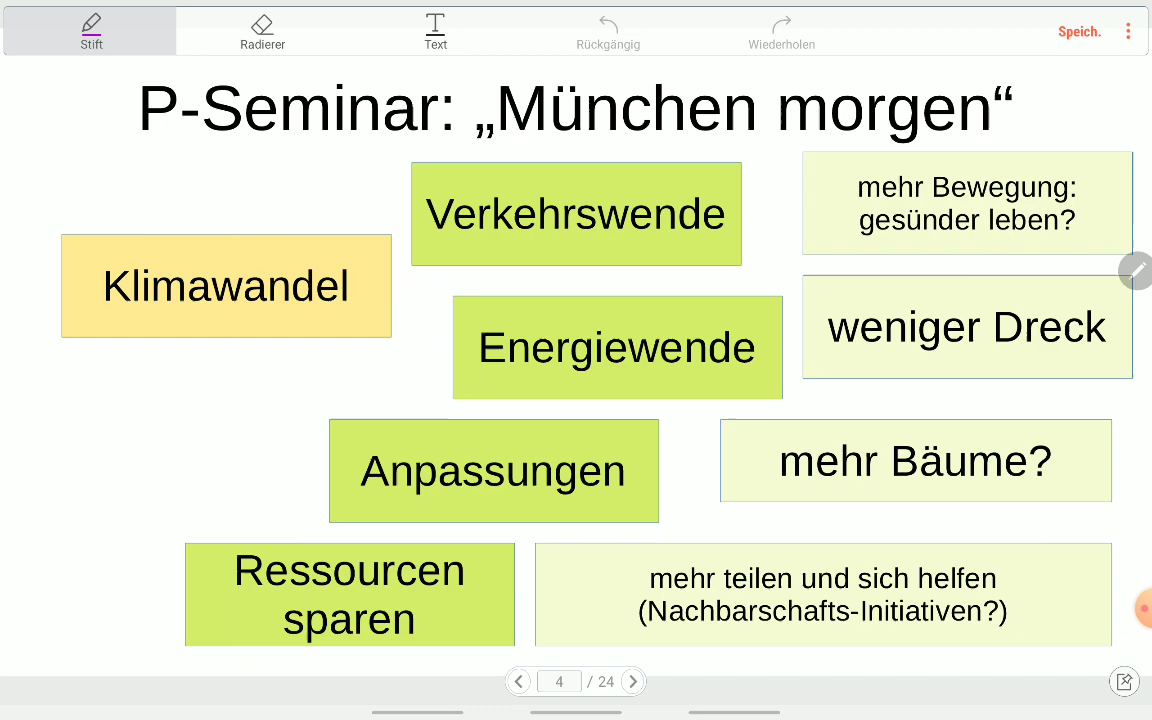 Stift
Radierer
Text
Rückgängig
Wiederholen
Speich.
P-Seminar: „München morgen“
Verkehrswende
mehr Bewegung:
gesünder leben?
Klimawandel
Energiewende
weniger Dreck
Anpassungen
mehr Bäume?
Ressourcen
sparen
mehr teilen und sich helfen
(Nachbarschafts-Initiativen?)
4 / 24